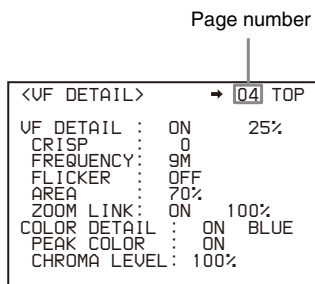 Page number
<VF DETAIL> ➡ 04 TOP
VF DETAIL : ON 25%
CRISP : 0
FREQUENCY: 9M
FLICKER : OFF
AREA : 70%
ZOOM LINK: ON 100%
COLOR DETAIL : ON BLUE
PEAK COLOR : ON
CHROMA LEVEL: 100%